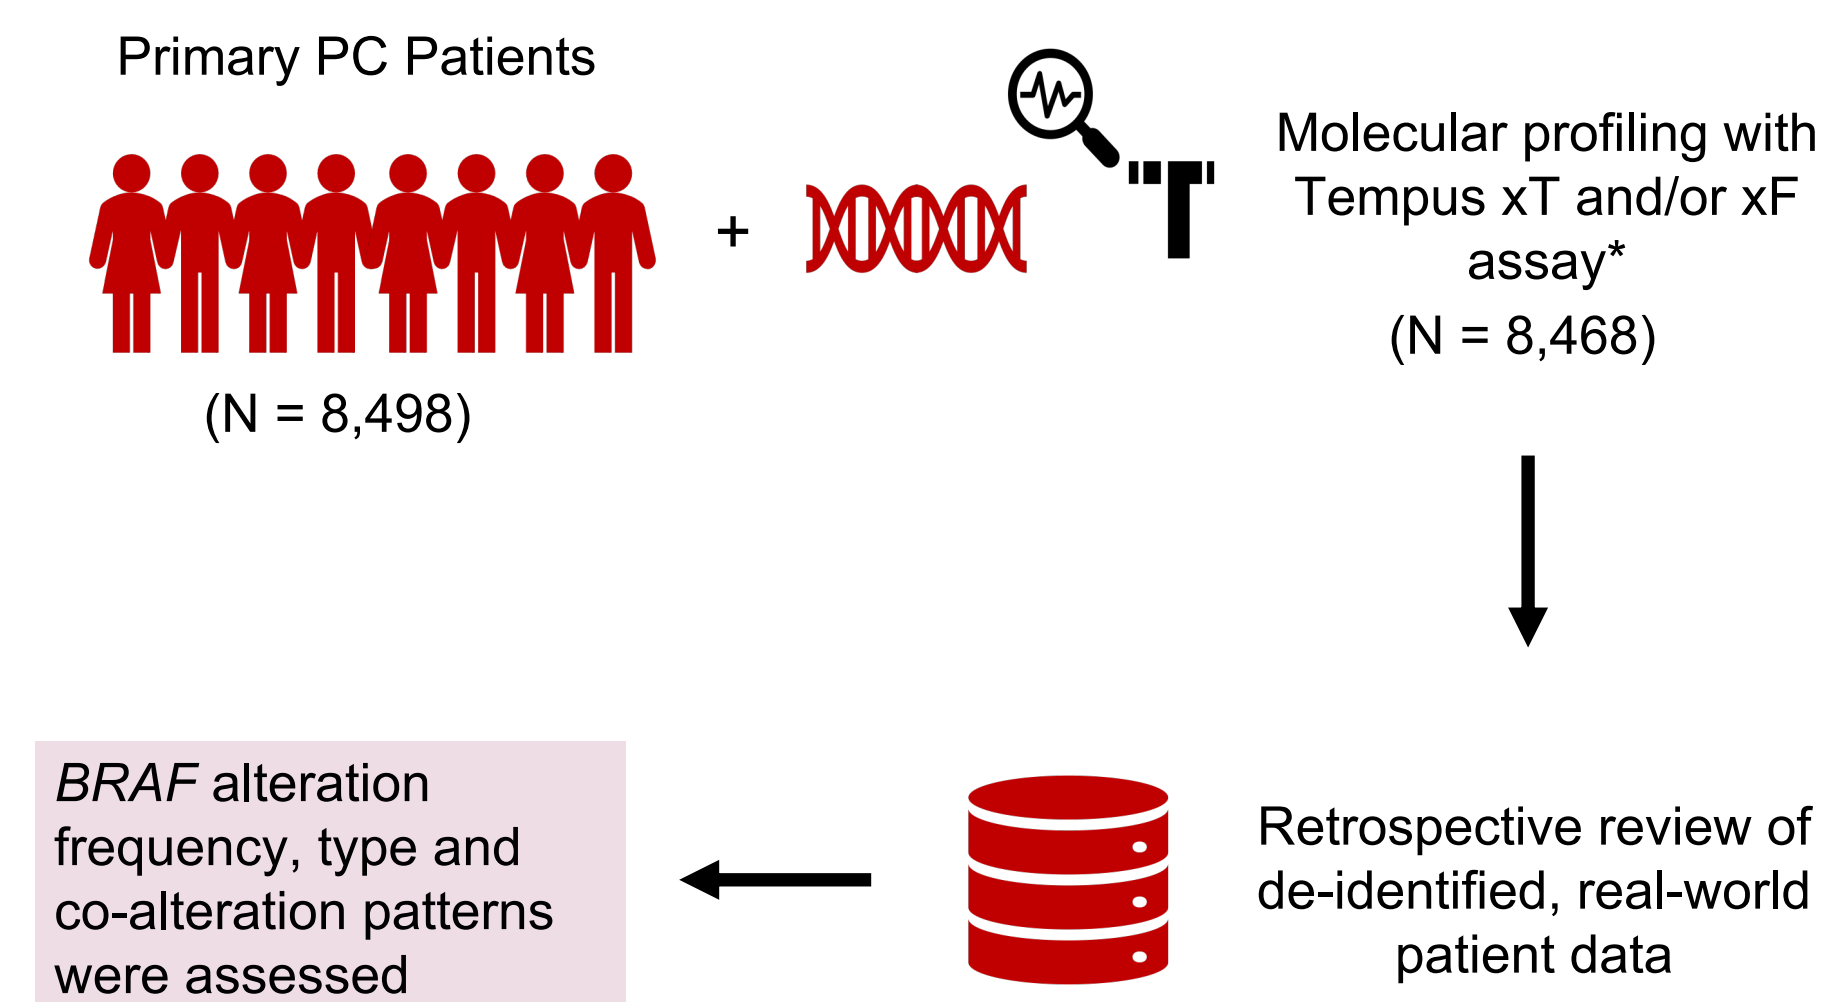 Primary PC Patients
(N = 8,498)
+
Molecular profiling with
Tempus xT and/or xF
assay*
(N = 8,468)
Retrospective review of
de-identified, real-world
patient data
BRAF alteration
frequency, type and
co-alteration patterns
were assessed